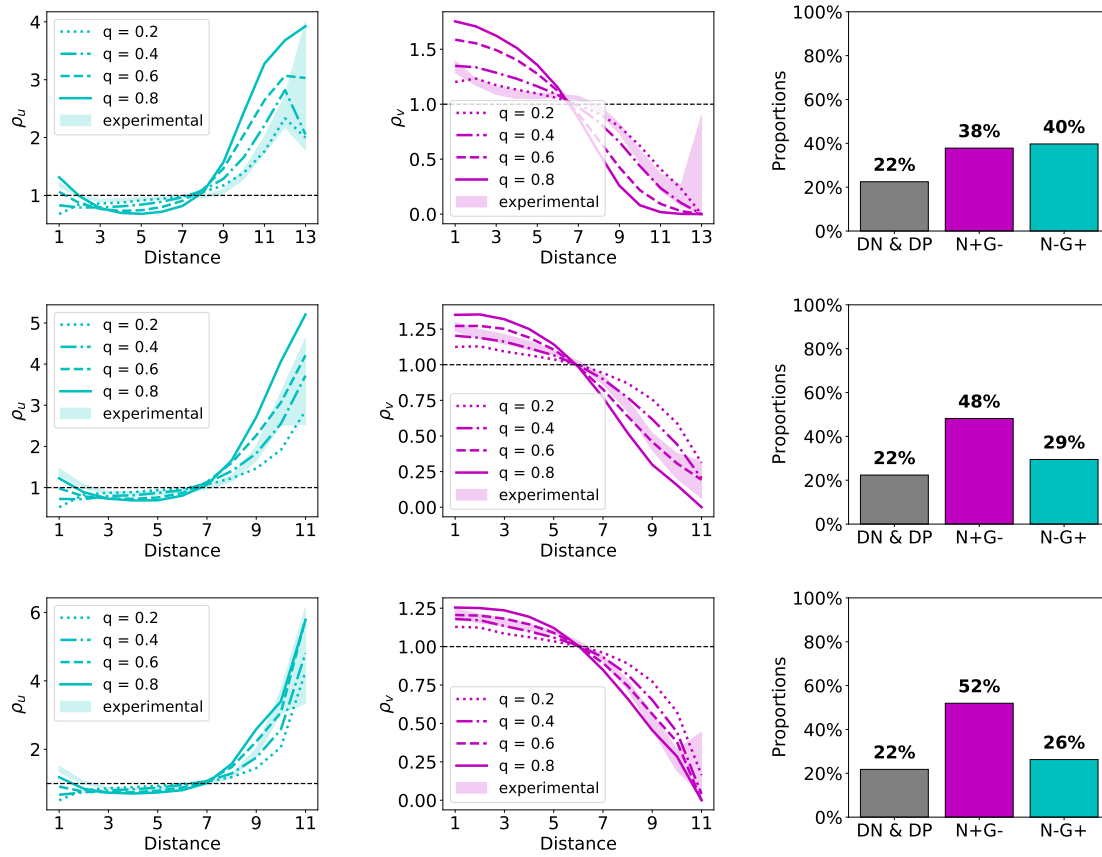 4
3
2
1
ρu
q = 0.2
q = 0.4
q = 0.6
q = 0.8
experimental
1 3 5 7 9 11 13
Distance
1.5
1.0
0.5
0.0
ρv
q = 0.2
q = 0.4
q = 0.6
q = 0.8
experimental
1 3 5 7 9 11 13
Distance
100%
80%
60%
40%
20%
0%
Proportions
22%
38%
40%
DN & DP N+G- N-G+
5
4
3
2
1
ρu
q = 0.2
q = 0.4
q = 0.6
q = 0.8
experimental
1 3 5 7 9 11
Distance
1.25
1.00
0.75
0.50
0.25
0.00
ρv
q = 0.2
q = 0.4
q = 0.6
q = 0.8
experimental
1 3 5 7 9 11
Distance
100%
80%
60%
40%
20%
0%
Proportions
22%
48%
29%
DN & DP N+G- N-G+
6
4
2
ρu
q = 0.2
q = 0.4
q = 0.6
q = 0.8
experimental
1 3 5 7 9 11
Distance
1.25
1.00
0.75
0.50
0.25
0.00
ρv
q = 0.2
q = 0.4
q = 0.6
q = 0.8
experimental
1 3 5 7 9 11
Distance
100%
80%
60%
40%
20%
0%
Proportions
22%
52%
26%
DN & DP N+G- N-G+